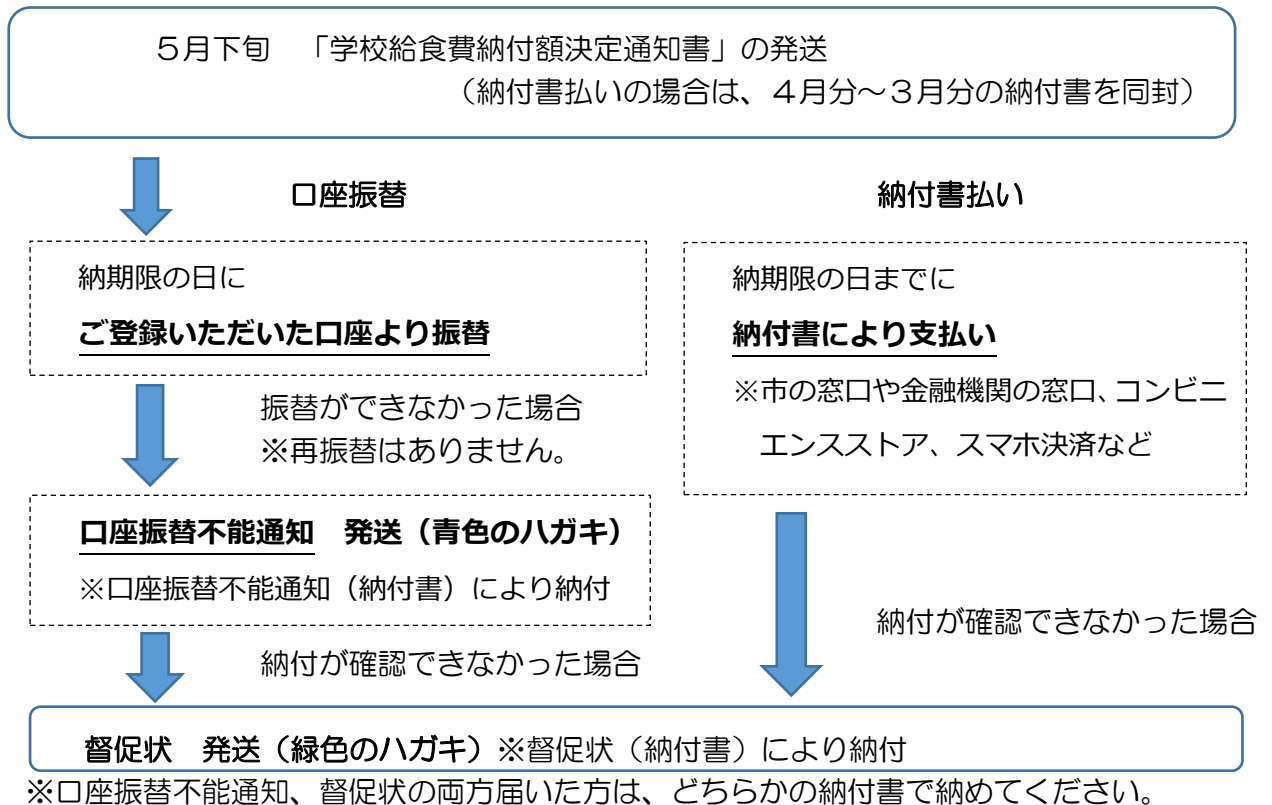 ５月下旬　「学校給食費納付額決定通知書」の発送
（納付書払いの場合は、４月分～３月分の納付書を同封）
口座振替
納期限の日に
ご登録いただいた口座より振替
振替ができなかった場合
※再振替はありません。
口座振替不能通知　発送（青色のハガキ）
※口座振替不能通知（納付書）により納付
納付が確認できなかった場合
納付書払い
納期限の日までに
納付書により支払い
※市の窓口や金融機関の窓口、コンビニ
エンスストア、スマホ決済など
納付が確認できなかった場合
督促状　発送（緑色のハガキ）※督促状（納付書）により納付
※口座振替不能通知、督促状の両方届いた方は、どちらかの納付書で納めてください。